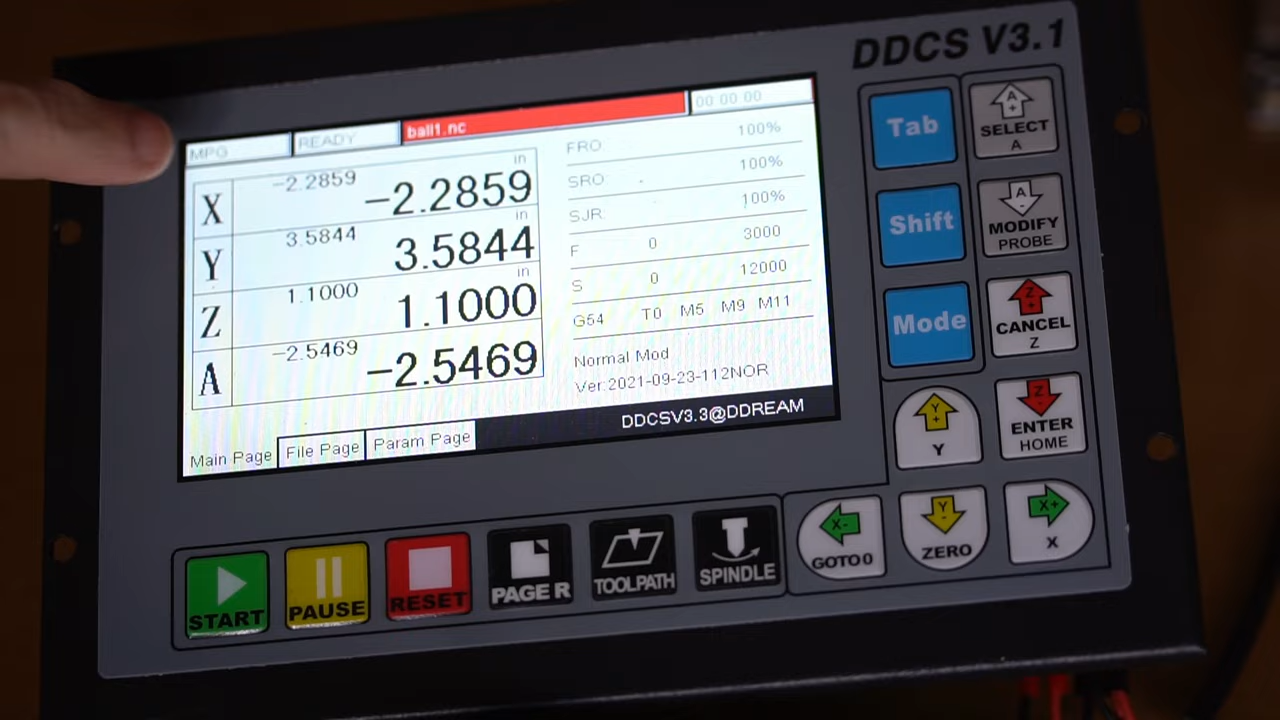 DDCS V3.1
MPG
READY
ball1.nc
00 00 00
X -2.2859 -2.2859 in
Y 3.5844 3.5844 in
Z 1.1000 1.1000 in
A -2.5469 -2.5469
FRO: 100%
SRO: 100%
SJR: 100%
F 0 3000
S 0 12000
G54 T0 M5 M9 M11
Normal Mod
Ver:2021-09-23-112NOR
DDCSV3.3@DDREAM
Main Page
File Page
Param Page
Tab
A+
SELECT
A
Shift
A-
MODIFY
PROBE
Mode
Z+
CANCEL
Z
Y+
Y
Z-
ENTER
HOME
X-
GOTO0
Y-
ZERO
X+
X
START
PAUSE
RESET
PAGE R
TOOLPATH
SPINDLE